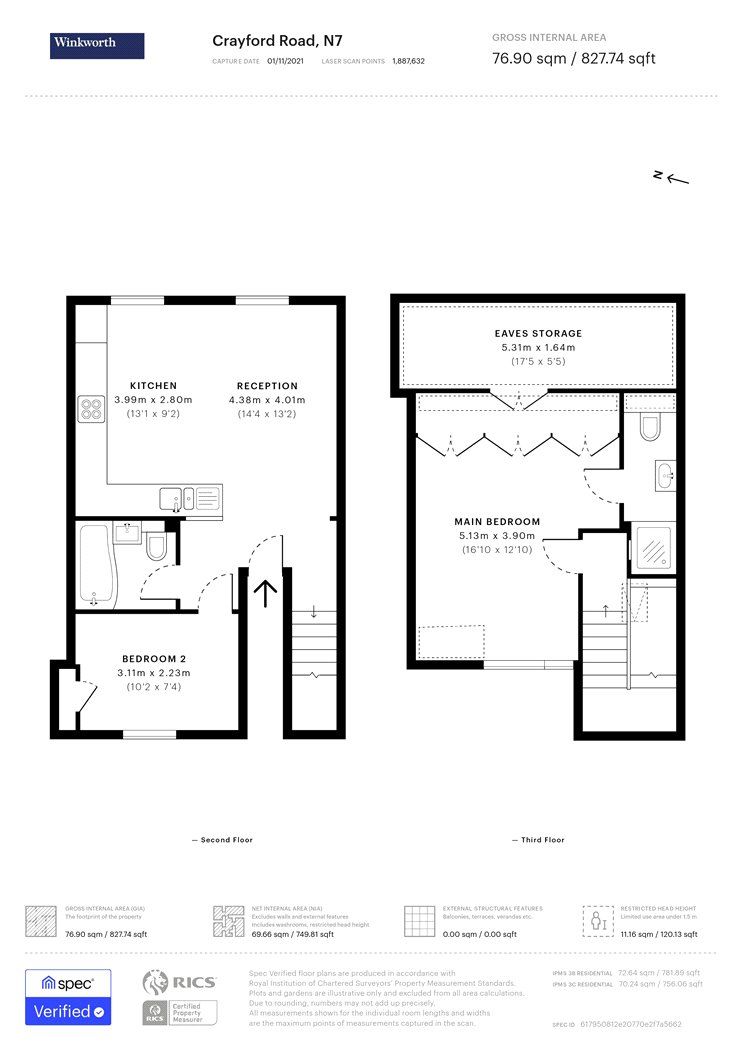 Winkworth
Crayford Road, N7
CAPTURE DATE 01/11/2021 LASER SCAN POINTS 1,887,632
GROSS INTERNAL AREA
76.90 sqm / 827.74 sqft
N
EAVES STORAGE
5.31m x 1.64m
(17'5 x 5'5)
KITCHEN
3.99m x 2.80m
(13'1 x 9'2)
RECEPTION
4.38m x 4.01m
(14'4 x 13'2)
MAIN BEDROOM
5.13m x 3.90m
(16'10 x 12'10)
BEDROOM 2
3.11m x 2.23m
(10'2 x 7'4)
— Second Floor
— Third Floor
GROSS INTERNAL AREA (GIA)
The footprint of the property
76.90 sqm / 827.74 sqft
NET INTERNAL AREA (NIA)
Excludes walls and external features
Includes washrooms, restricted head height
69.66 sqm / 749.81 sqft
EXTERNAL STRUCTURAL FEATURES
Balconies, terraces, verandas etc.
0.00 sqm / 0.00 sqft
RESTRICTED HEAD HEIGHT
Limited use area under 1.5 m
11.16 sqm / 120.13 sqft
spec
Verified
RICS
RICS
Certified
Property
Measurer
Spec Verified floor plans are produced in accordance with
Royal Institution of Chartered Surveyors' Property Measurement Standards.
Plots and gardens are illustrative only and excluded from all area calculations.
Due to rounding, numbers may not add up precisely.
All measurements shown for the individual room lengths and widths
are the maximum points of measurements captured in the scan.
IPMS 3B RESIDENTIAL 72.64 sqm / 781.89 sqft
IPMS 3C RESIDENTIAL 70.24 sqm / 756.06 sqft
SPEC ID 617950812e20770e2f7a5662